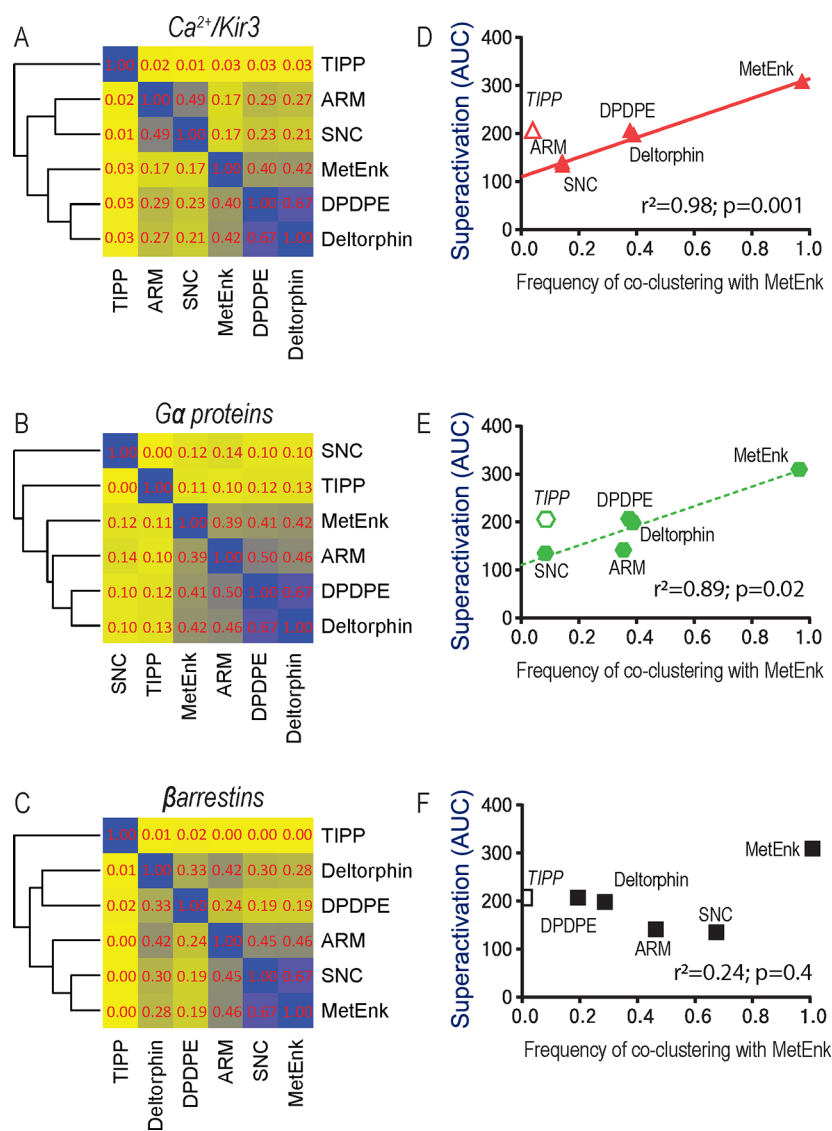 A
Ca²⁺/Kir3
1.00 0.02 0.01 0.03 0.03 0.03 TIPP
0.02 1.00 0.49 0.17 0.29 0.27 ARM
0.01 0.49 1.00 0.17 0.23 0.21 SNC
0.03 0.17 0.17 1.00 0.40 0.42 MetEnk
0.03 0.29 0.23 0.40 1.00 0.67 DPDPE
0.03 0.27 0.21 0.42 0.67 1.00 Deltorphin
TIPP
ARM
SNC
MetEnk
DPDPE
Deltorphin
D
Superactivation (AUC)
400
300
200
100
0
TIPP
ARM
SNC
DPDPE
Deltorphin
MetEnk
r²=0.98; p=0.001
0.0 0.2 0.4 0.6 0.8 1.0
Frequency of co-clustering with MetEnk
B
Gα proteins
1.00 0.00 0.12 0.14 0.10 0.10 SNC
0.00 1.00 0.11 0.10 0.12 0.13 TIPP
0.12 0.11 1.00 0.39 0.41 0.42 MetEnk
0.14 0.10 0.39 1.00 0.50 0.46 ARM
0.10 0.12 0.41 0.50 1.00 0.67 DPDPE
0.10 0.13 0.42 0.46 0.67 1.00 Deltorphin
SNC
TIPP
MetEnk
ARM
DPDPE
Deltorphin
E
Superactivation (AUC)
400
300
200
100
0
TIPP
SNC
DPDPE
Deltorphin
ARM
MetEnk
r²=0.89; p=0.02
0.0 0.2 0.4 0.6 0.8 1.0
Frequency of co-clustering with MetEnk
C
βarrestins
1.00 0.01 0.02 0.00 0.00 0.00 TIPP
0.01 1.00 0.33 0.42 0.30 0.28 Deltorphin
0.02 0.33 1.00 0.24 0.19 0.19 DPDPE
0.00 0.42 0.24 1.00 0.45 0.46 ARM
0.00 0.30 0.19 0.45 1.00 0.67 SNC
0.00 0.28 0.19 0.46 0.67 1.00 MetEnk
TIPP
Deltorphin
DPDPE
ARM
SNC
MetEnk
F
Superactivation (AUC)
400
300
200
100
0
TIPP
DPDPE
Deltorphin
ARM
SNC
MetEnk
r²=0.24; p=0.4
0.0 0.2 0.4 0.6 0.8 1.0
Frequency of co-clustering with MetEnk